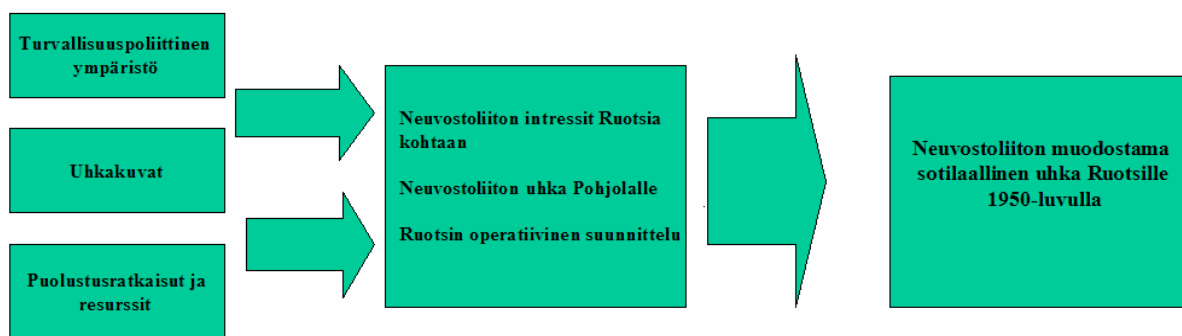 Turvallisuuspoliittinen
ympäristö
Uhkakuvat
Puolustusratkaisut ja
resurssit
Neuvostoliiton intressit Ruotsia
kohtaan
Neuvostoliiton uhka Pohjolalle
Ruotsin operatiivinen suunnittelu
Neuvostoliiton muodostama
sotilaallinen uhka Ruotsille
1950-luvulla